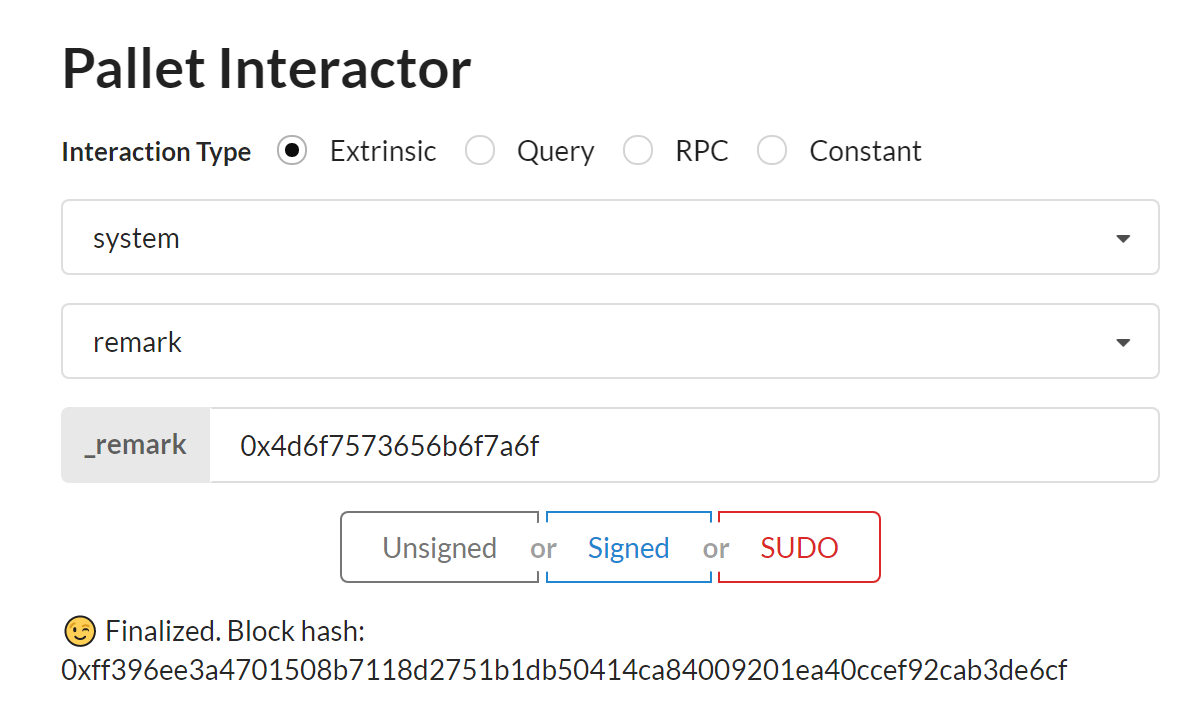 Pallet Interactor
Interaction Type Extrinsic Query RPC Constant
system
remark
_remark 0x4d6f7573656b6f7a6f
Unsigned or Signed or SUDO
😉 Finalized. Block hash:
0xff396ee3a4701508b7118d2751b1db50414ca84009201ea40ccef92cab3de6cf